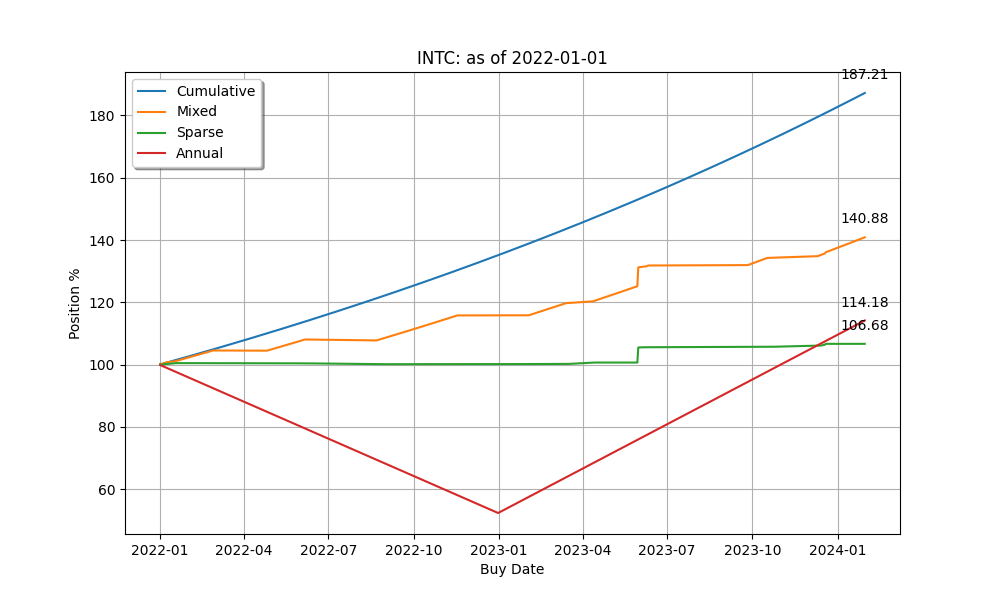 INTC: as of 2022-01-01
187.21
Cumulative
Mixed
Sparse
Annual
180
160
140
120
100
80
60
140.88
114.18
106.68
Position %
2022-01 2022-04 2022-07 2022-10 2023-01 2023-04 2023-07 2023-10 2024-01
Buy Date